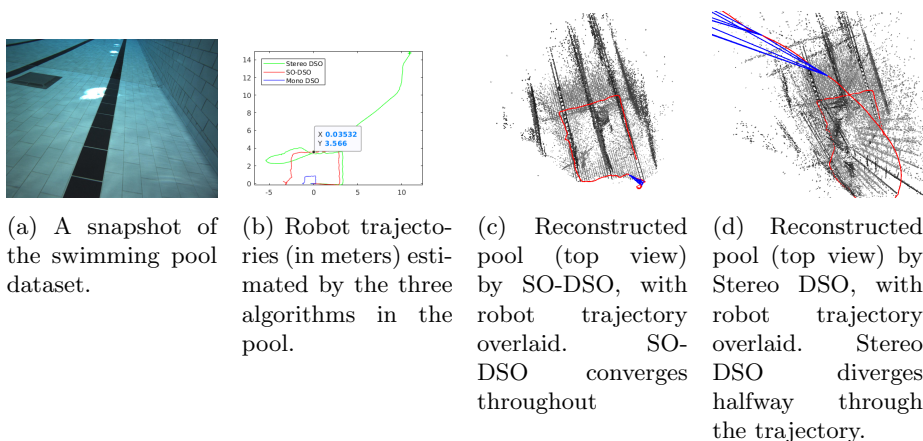 14
12
10
8
6
4
2
0
-5
0
5
10
Stereo DSO
SO-DSO
Mono DSO
X 0.03532
Y 3.566
(a) A snapshot of
the swimming pool
dataset.
(b) Robot trajecto-
ries (in meters) esti-
mated by the three
algorithms in the
pool.
(c) Reconstructed
pool (top view)
by SO-DSO, with
robot trajectory
overlaid. SO-
DSO converges
throughout
(d) Reconstructed
pool (top view) by
Stereo DSO, with
robot trajectory
overlaid. Stereo
DSO diverges
halfway through
the trajectory.